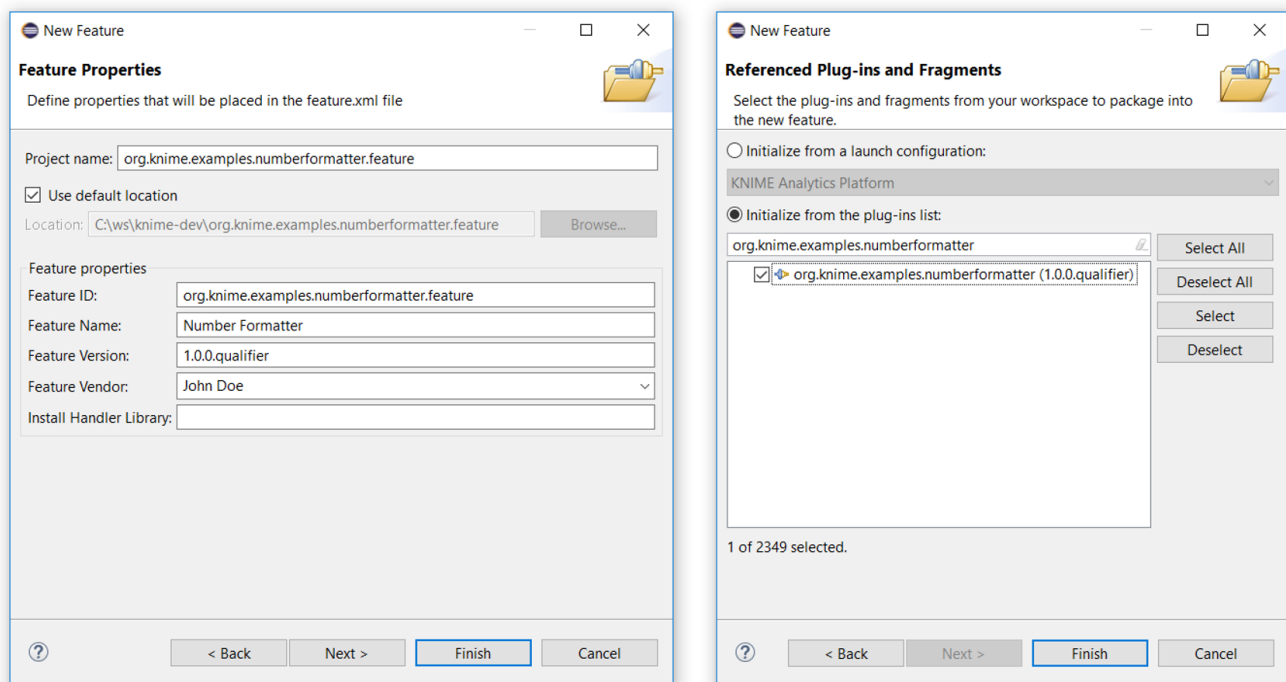 New Feature
Feature Properties
Define properties that will be placed in the feature.xml file
Project name: org.knime.examples.numberformatter.feature
Use default location
Location: C:\ws\knime-dev\org.knime.examples.numberformatter.feature Browse...
Feature properties
Feature ID: org.knime.examples.numberformatter.feature
Feature Name: Number Formatter
Feature Version: 1.0.0.qualifier
Feature Vendor: John Doe
Install Handler Library:
? < Back Next > Finish Cancel
New Feature
Referenced Plug-ins and Fragments
Select the plug-ins and fragments from your workspace to package into
the new feature.
Initialize from a launch configuration:
KNIME Analytics Platform
Initialize from the plug-ins list:
org.knime.examples.numberformatter Select All
org.knime.examples.numberformatter (1.0.0.qualifier)
Deselect All
Select
Deselect
1 of 2349 selected.
? < Back Next > Finish Cancel